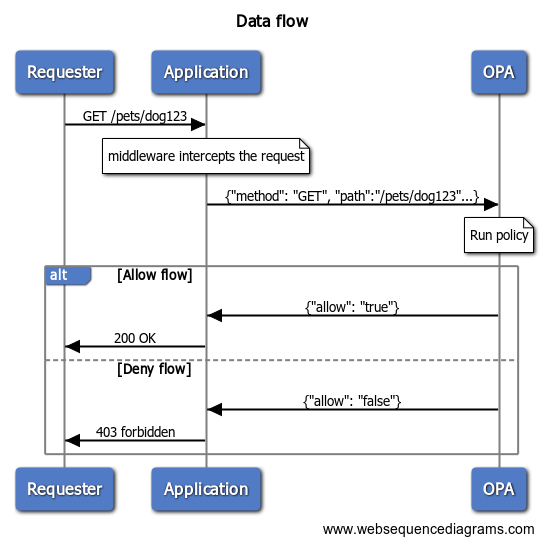 Data flow
Requester
Application
OPA
GET /pets/dog123
middleware intercepts the request
{"method": "GET", "path":"/pets/dog123"...}
Run policy
alt
[Allow flow]
{"allow": "true"}
200 OK
[Deny flow]
{"allow": "false"}
403 forbidden
Requester
Application
OPA
www.websequencediagrams.com